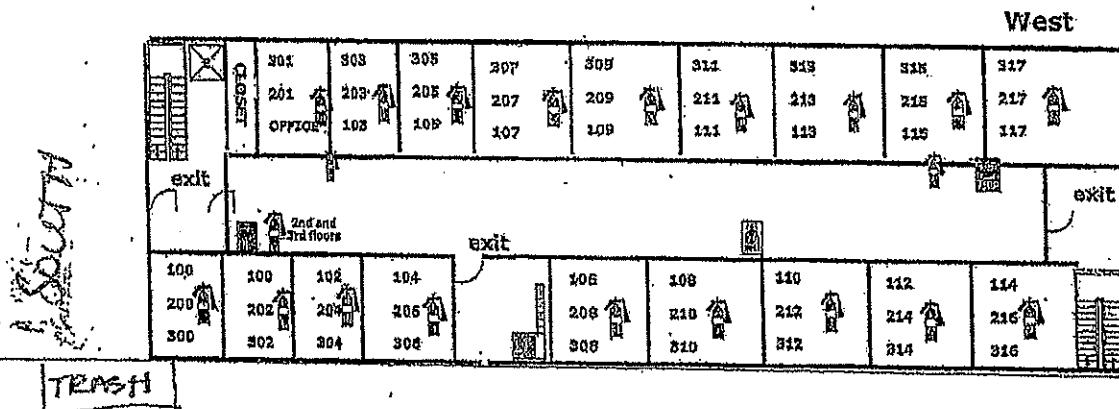 West
301 303 305 307 309 311 313 315 317
CLOSET
201 203 205 207 209 211 213 215 217
OFFICE 103 105 107 109 111 113 115 117
exit
exit
2nd and
3rd floors
exit
100 100 102 104 106 108 110 112 114
200 202 204 206 208 210 212 214 216
300 302 304 306 308 310 312 314 316
TRASH